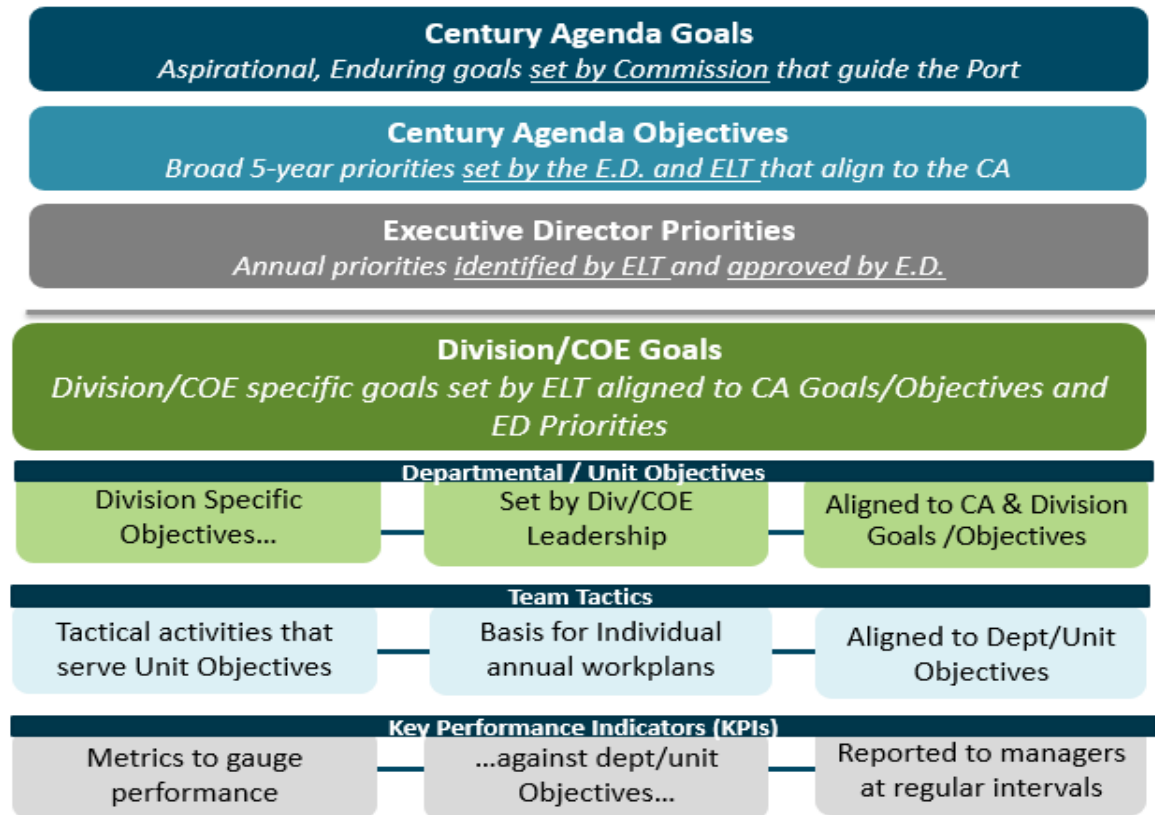 Century Agenda Goals
Aspirational, Enduring goals set by Commission that guide the Port
Century Agenda Objectives
Broad 5-year priorities set by the E.D. and ELT that align to the CA
Executive Director Priorities
Annual priorities identified by ELT and approved by E.D.
Division/COE Goals
Division/COE specific goals set by ELT aligned to CA Goals/Objectives and
ED Priorities
Departmental / Unit Objectives
Division Specific
Objectives…
Set by Div/COE
Leadership
Aligned to CA & Division
Goals /Objectives
Team Tactics
Tactical activities that
serve Unit Objectives
Basis for Individual
annual workplans
Aligned to Dept/Unit
Objectives
Key Performance Indicators (KPIs)
Metrics to gauge
performance
…against dept/unit
Objectives…
Reported to managers
at regular intervals